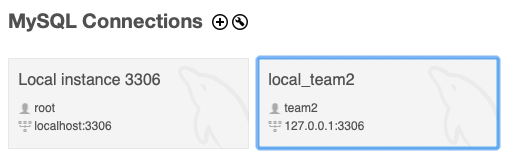 MySQL Connections
Local instance 3306
root
localhost:3306
local_team2
team2
127.0.0.1:3306